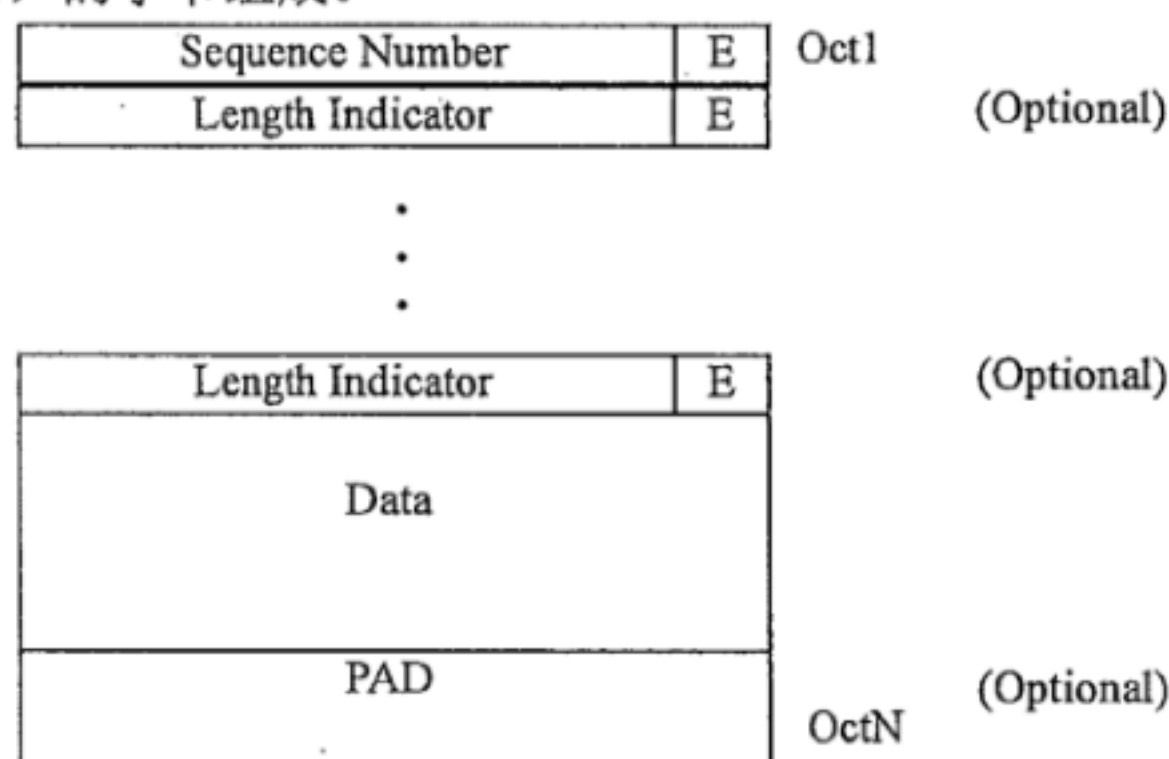 Sequence Number E Oct1
Length Indicator E (Optional)
Length Indicator E (Optional)
Data
PAD (Optional)
OctN